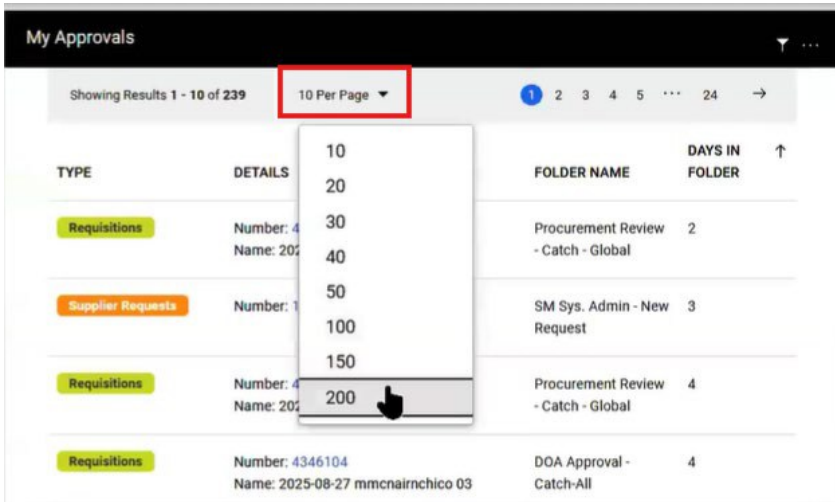 My Approvals
Showing Results 1 - 10 of 239
10 Per Page
1 2 3 4 5 ... 24
TYPE
DETAILS
FOLDER NAME
DAYS IN
FOLDER
10
20
30
40
50
100
150
200
Requisitions
Number: 4
Name: 202
Procurement Review
- Catch - Global
2
Supplier Requests
Number: 1
SM Sys. Admin - New
Request
3
Requisitions
Number: 4
Name: 202
Procurement Review
- Catch - Global
4
Requisitions
Number: 4346104
Name: 2025-08-27 mmcnairnchico 03
DOA Approval -
Catch-All
4